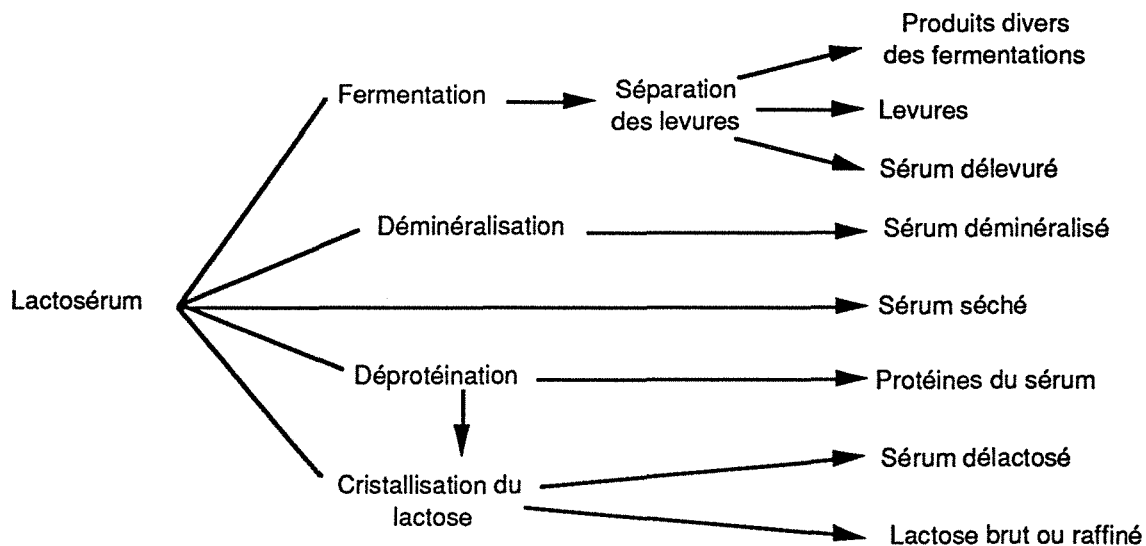 Produits divers
des fermentations
Fermentation
Séparation
des levures
Levures
Sérum délevuré
Déminéralisation
Sérum déminéralisé
Lactosérum
Sérum séché
Déprotéination
Protéines du sérum
Cristallisation du
lactose
Sérum délactosé
Lactose brut ou raffiné